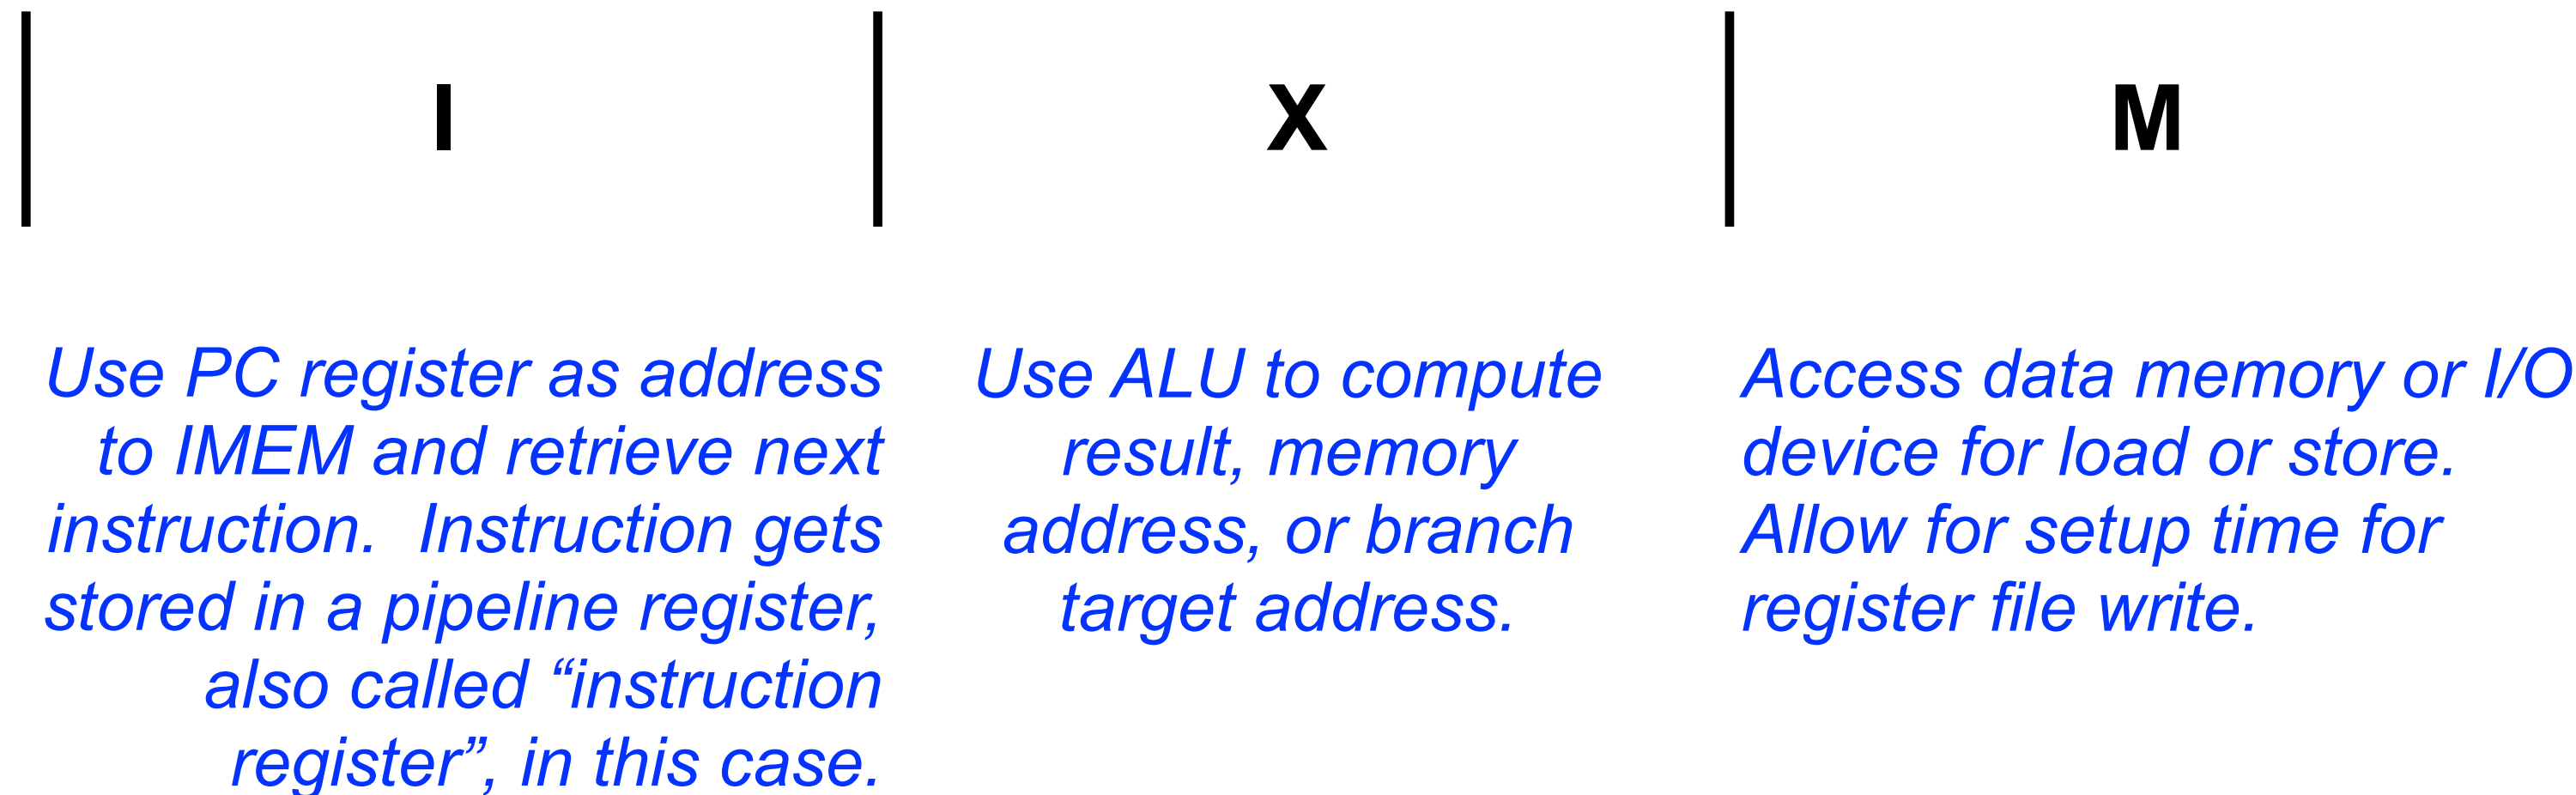 I
X
M
Use PC register as address
to IMEM and retrieve next
instruction.  Instruction gets
stored in a pipeline register,
also called “instruction
register”, in this case.
Use ALU to compute
result, memory
address, or branch
target address.
Access data memory or I/O
device for load or store.
Allow for setup time for
register file write.